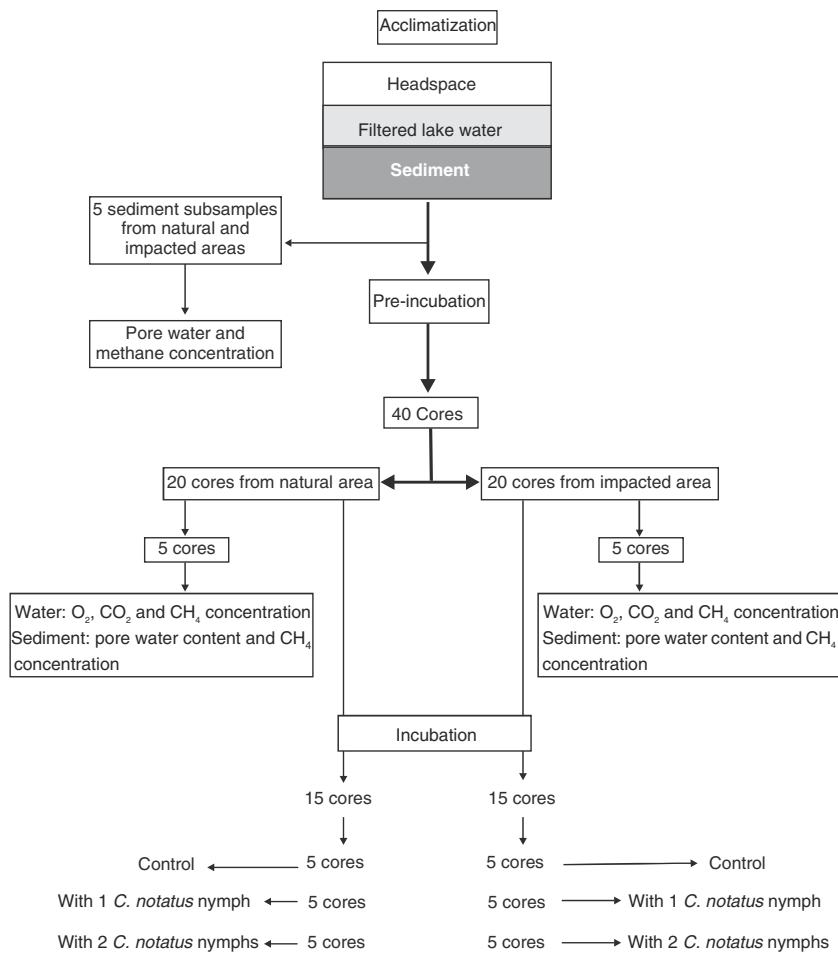 Acclimatization
Headspace
Filtered lake water
Sediment
5 sediment subsamples
from natural and
impacted areas
Pre-incubation
Pore water and
methane concentration
40 Cores
20 cores from natural area
20 cores from impacted area
5 cores
5 cores
Water: O₂, CO₂ and CH₄ concentration
Sediment: pore water content and CH₄
concentration
Water: O₂, CO₂ and CH₄ concentration
Sediment: pore water content and CH₄
concentration
Incubation
15 cores
15 cores
Control
5 cores
5 cores
Control
With 1 C. notatus nymph
5 cores
5 cores
With 1 C. notatus nymph
With 2 C. notatus nymphs
5 cores
5 cores
With 2 C. notatus nymphs